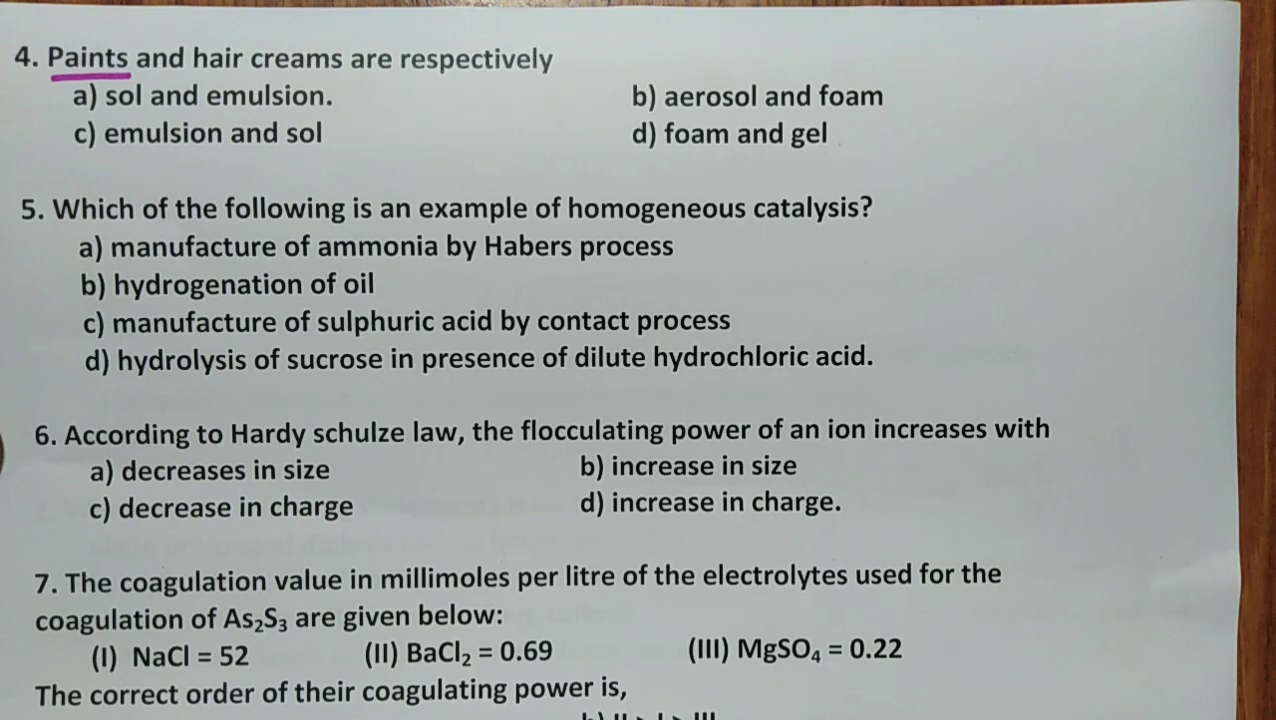 4. Paints and hair creams are respectively
a) sol and emulsion. b) aerosol and foam
c) emulsion and sol d) foam and gel
5. Which of the following is an example of homogeneous catalysis?
a) manufacture of ammonia by Habers process
b) hydrogenation of oil
c) manufacture of sulphuric acid by contact process
d) hydrolysis of sucrose in presence of dilute hydrochloric acid.
6. According to Hardy schulze law, the flocculating power of an ion increases with
a) decreases in size b) increase in size
c) decrease in charge d) increase in charge.
7. The coagulation value in millimoles per litre of the electrolytes used for the
coagulation of As₂S₃ are given below:
(I) NaCl = 52 (II) BaCl₂ = 0.69 (III) MgSO₄ = 0.22
The correct order of their coagulating power is,